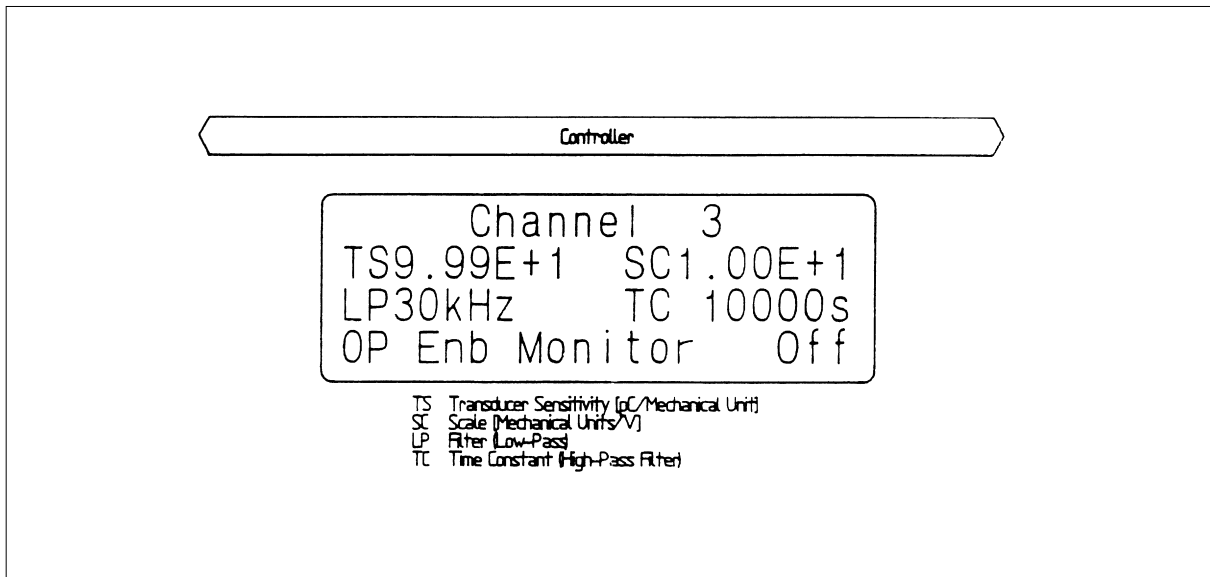 Controller
Channel 3
TS9.99E+1 SC1.00E+1
LP30kHz TC 10000s
OP Enb Monitor Off
TS Transducer Sensitivity [pC/Mechanical Unit]
SC Scale [Mechanical Units/V]
LP Filter (Low-Pass)
TC Time Constant (High-Pass Filter)